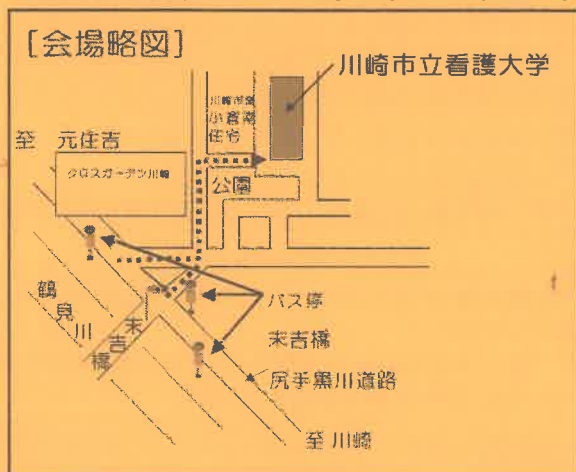 [会場略図]
川崎市立看護大学
川崎市営
小倉南
住宅
至 元住吉
クロスガーデン川崎
公園
鶴見川
末吉橋
バス停
末吉橋
尻手黒川道路
至 川崎